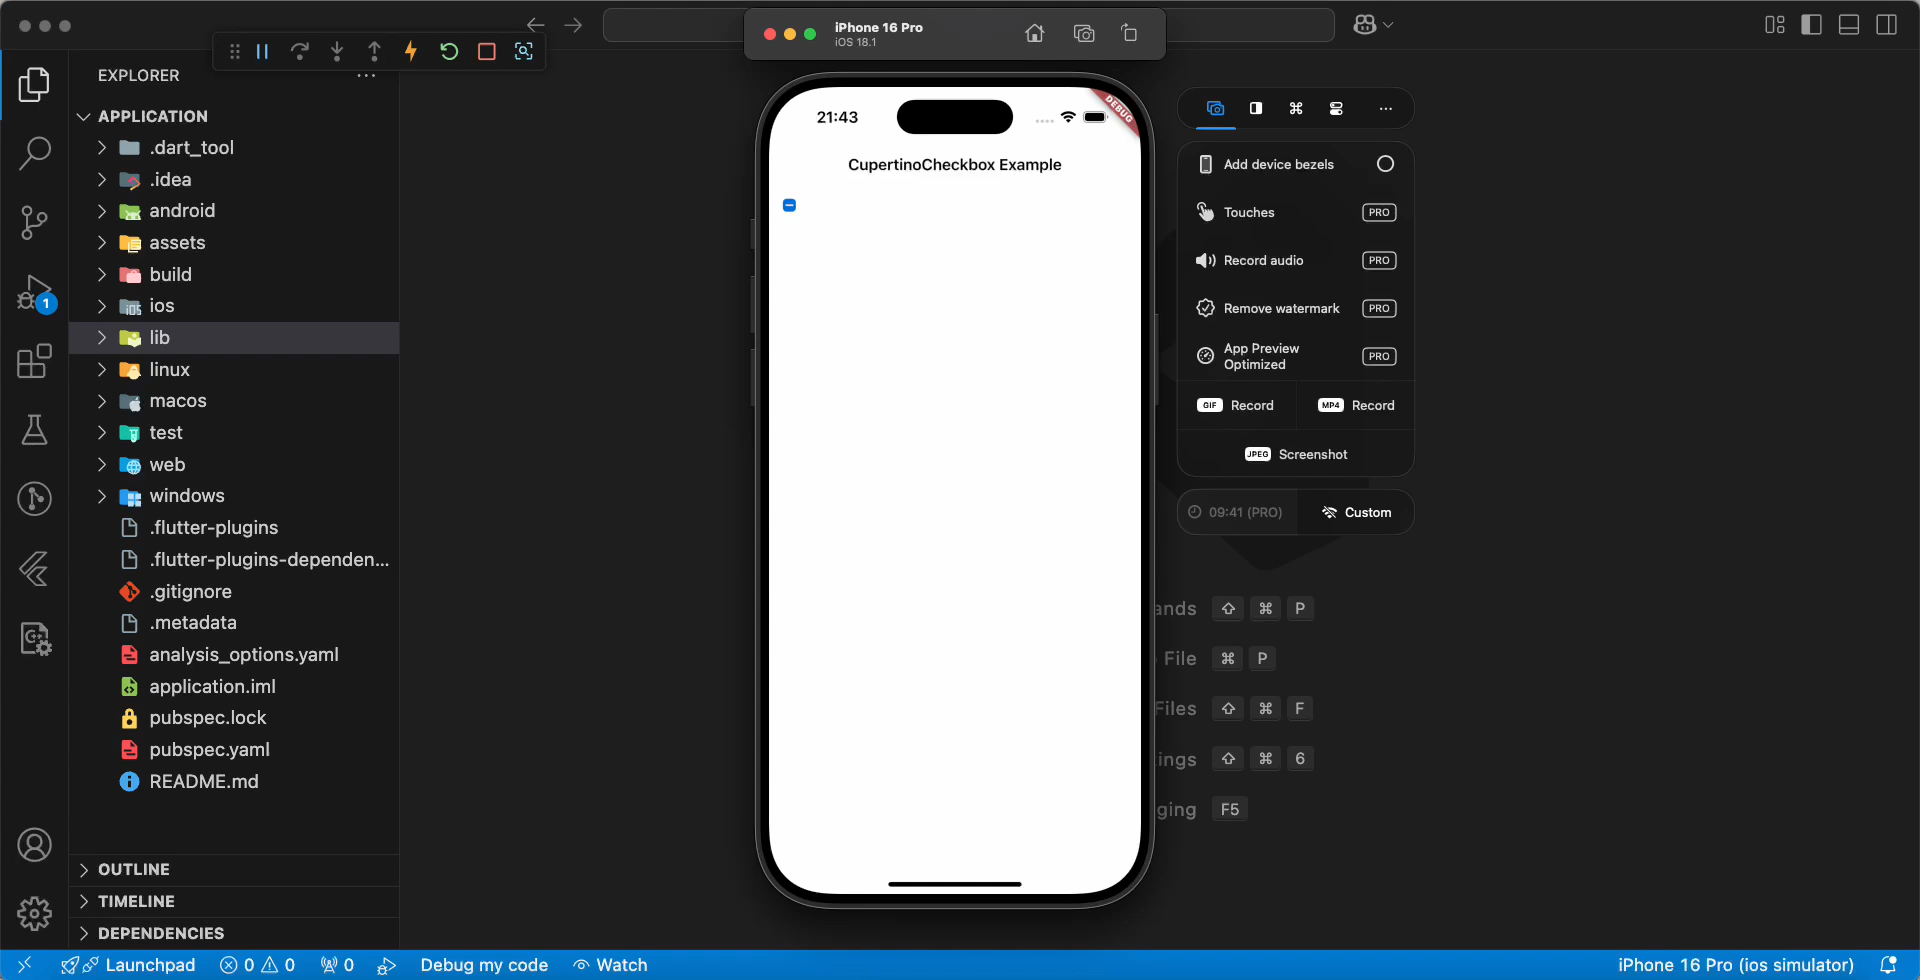 iPhone 16 Pro
iOS 18.1
EXPLORER
APPLICATION
.dart_tool
.idea
android
assets
build
ios
lib
linux
macos
test
web
windows
.flutter-plugins
.flutter-plugins-dependen...
.gitignore
.metadata
analysis_options.yaml
application.iml
pubspec.lock
pubspec.yaml
README.md
OUTLINE
TIMELINE
DEPENDENCIES
1
21:43
DEBUG
CupertinoCheckbox Example
Add device bezels
Touches PRO
Record audio PRO
Remove watermark PRO
App Preview
Optimized PRO
GIF Record MP4 Record
JPEG Screenshot
09:41 (PRO) Custom
ands ⇧ ⌘ P
File ⌘ P
Files ⇧ ⌘ F
ings ⇧ ⌘ 6
ging F5
Launchpad 0 0 0 Debug my code Watch iPhone 16 Pro (ios simulator)